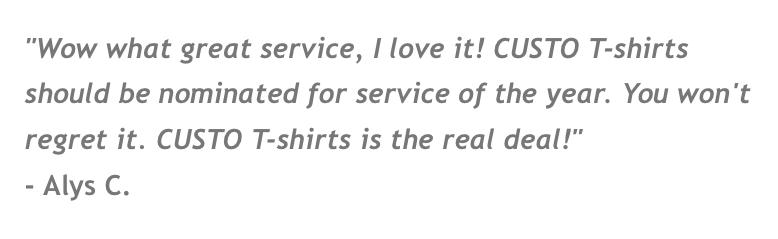 "Wow what great service, I love it! CUSTO T-shirts
should be nominated for service of the year. You won't
regret it. CUSTO T-shirts is the real deal!"
- Alys C.